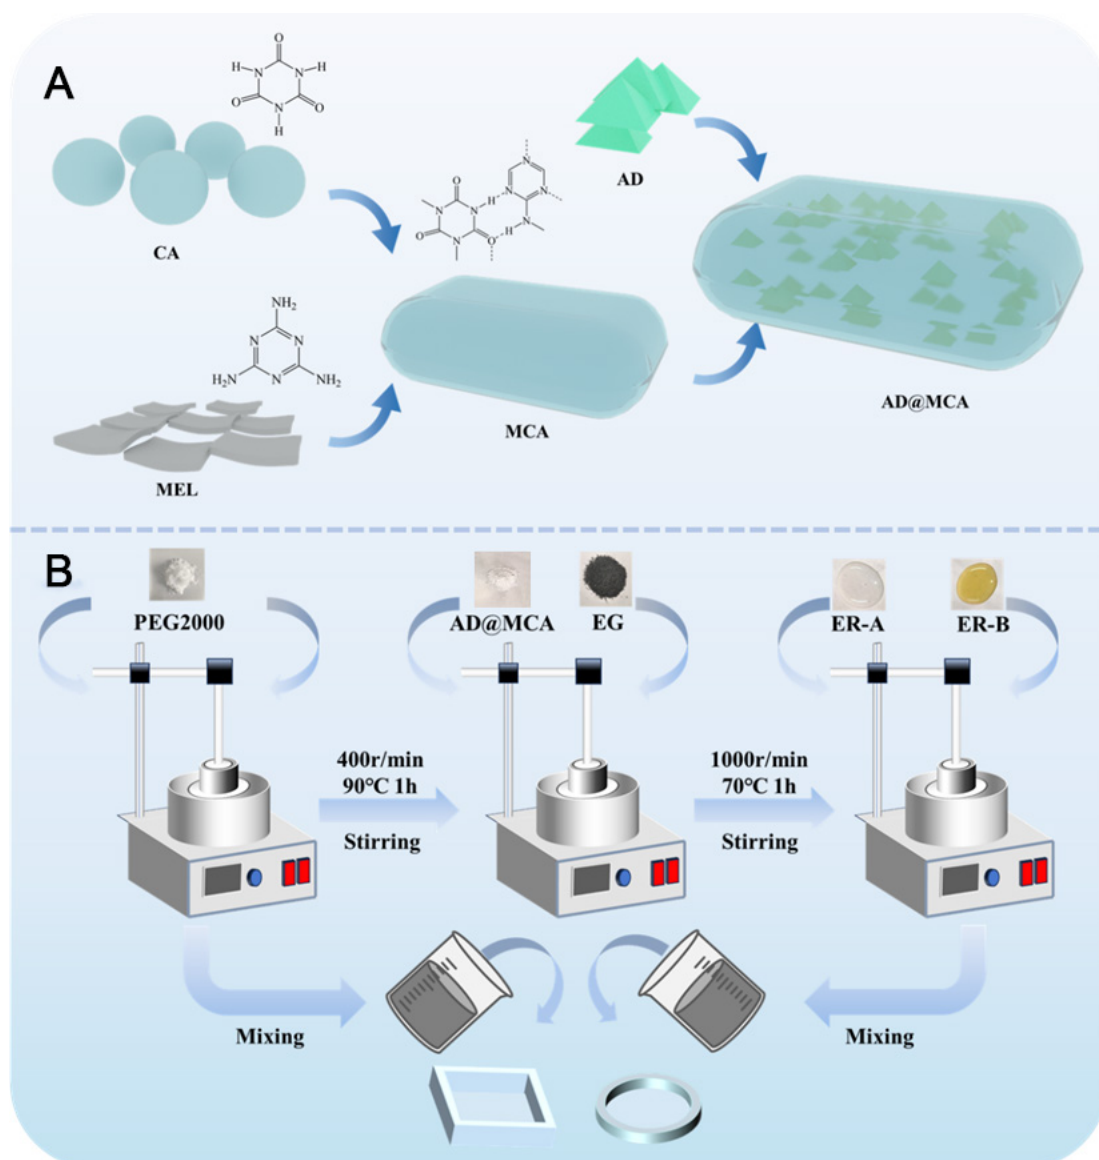 A
O
H
N
N
H
O
N
O
H
CA
NH2
N
N
H2N
N
NH2
MEL
O
N
N
H
N
N
O
N
O
H
N
MCA
AD
AD@MCA
B
PEG2000
AD@MCA
EG
ER-A
ER-B
400r/min
90°C 1h
Stirring
1000r/min
70°C 1h
Stirring
Mixing
Mixing